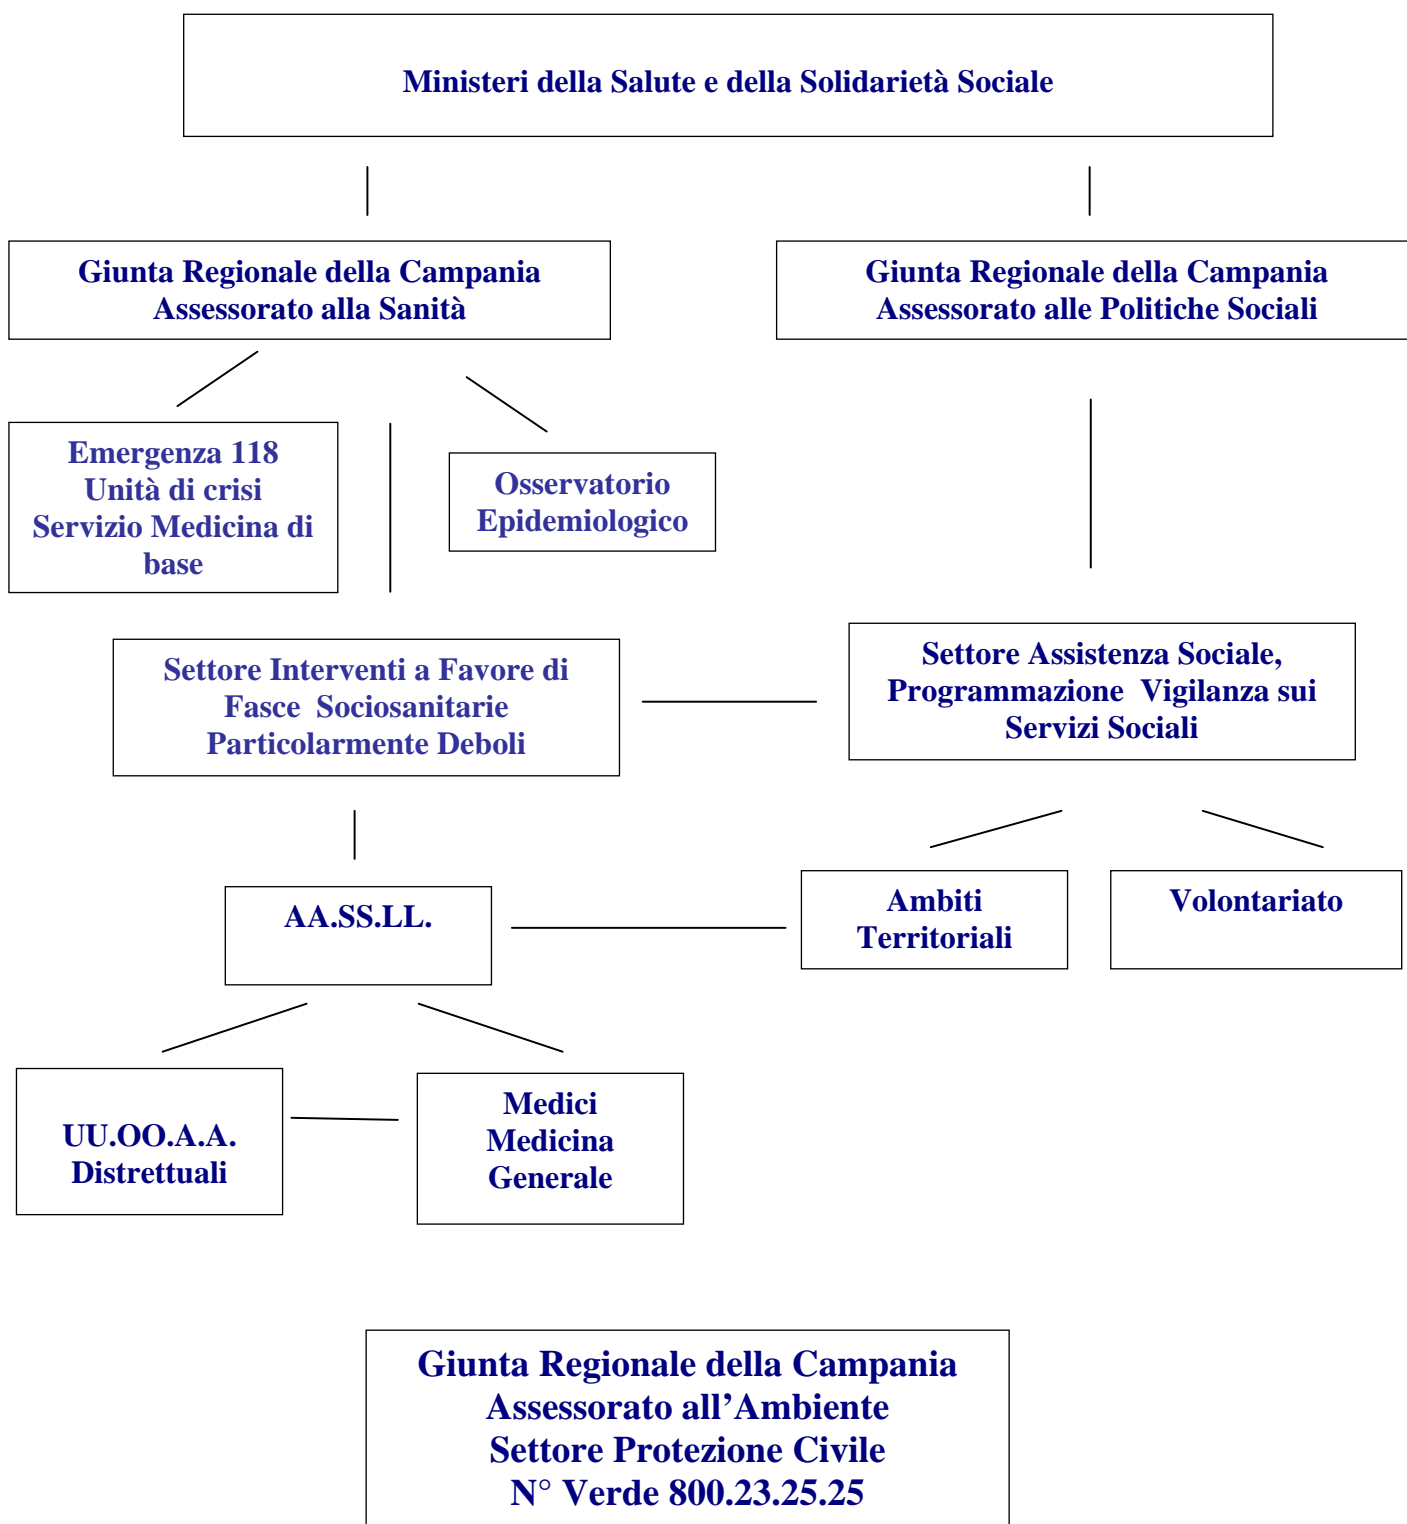 Ministeri della Salute e della Solidarietà Sociale
Giunta Regionale della Campania
Assessorato alla Sanità
Giunta Regionale della Campania
Assessorato alle Politiche Sociali
Emergenza 118
Unità di crisi
Servizio Medicina di
base
Osservatorio
Epidemiologico
Settore Interventi a Favore di
Fasce Sociosanitarie
Particolarmente Deboli
Settore Assistenza Sociale,
Programmazione Vigilanza sui
Servizi Sociali
AA.SS.LL.
Ambiti
Territoriali
Volontariato
UU.OO.A.A.
Distrettuali
Medici
Medicina
Generale
Giunta Regionale della Campania
Assessorato all’Ambiente
Settore Protezione Civile
N° Verde 800.23.25.25